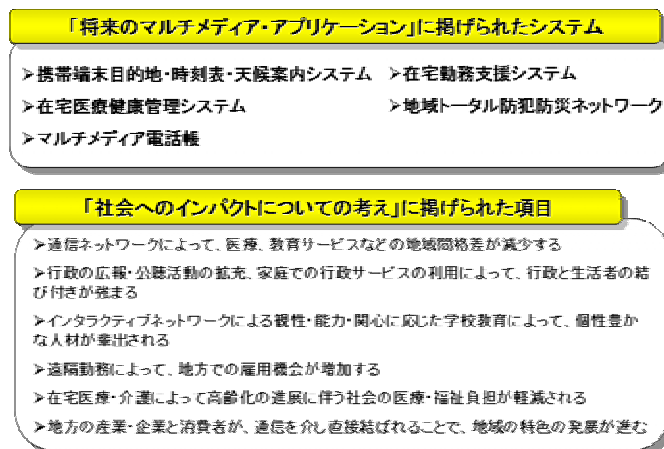 「将来のマルチメディア・アプリケーション」に掲げられたシステム
➢携帯端末目的地・時刻表・天候案内システム ➢在宅勤務支援システム
➢在宅医療健康管理システム ➢地域トータル防犯防災ネットワーク
➢マルチメディア電話帳
「社会へのインパクトについての考え」に掲げられた項目
➢通信ネットワークによって、医療、教育サービスなどの地域間格差が減少する
➢行政の広報・公聴活動の拡充、家庭での行政サービスの利用によって、行政と生活者の結
び付きが強まる
➢インタラクティブネットワークによる観性・能力・関心に応じた学校教育によって、個性豊か
な人材が輩出される
➢遠隔勤務によって、地方での雇用機会が増加する
➢在宅医療・介護によって高齢化の進展に伴う社会の医療・福祉負担が軽減される
➢地方の産業・企業と消費者が、通信を介し直接結ばれることで、地域の特色の発展が進む